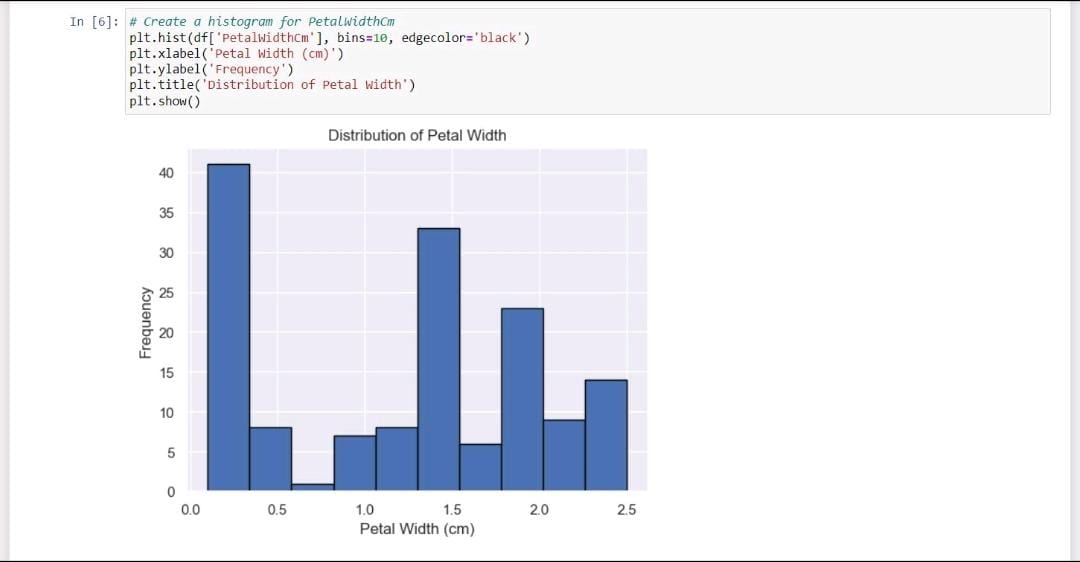 In [6]: # Create a histogram for PetalWidthCm
plt.hist(df['PetalWidthCm'], bins=10, edgecolor='black')
plt.xlabel('Petal Width (cm)')
plt.ylabel('Frequency')
plt.title('Distribution of Petal Width')
plt.show()
Distribution of Petal Width
Frequency
40
35
30
25
20
15
10
5
0
0.0 0.5 1.0 1.5 2.0 2.5
Petal Width (cm)